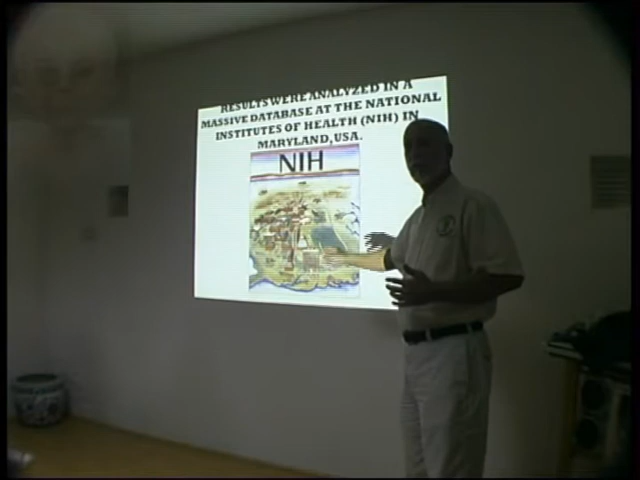 RESULTS WERE ANALYZED IN A
MASSIVE DATABASE AT THE NATIONAL
INSTITUTES OF HEALTH (NIH) IN
MARYLAND, USA.
NIH